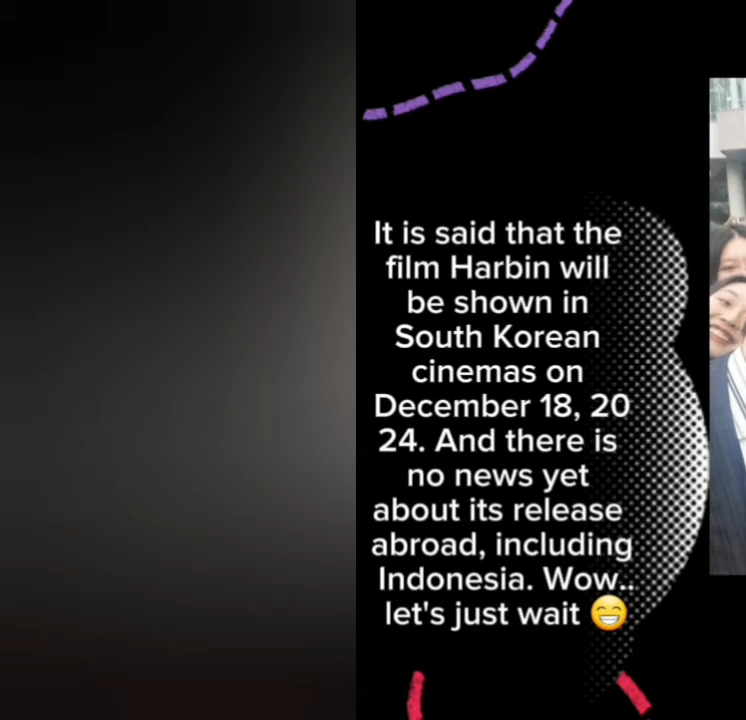 It is said that the
film Harbin will
be shown in
South Korean
cinemas on
December 18, 20
24. And there is
no news yet
about its release
abroad, including
Indonesia. Wow..
let's just wait 😁